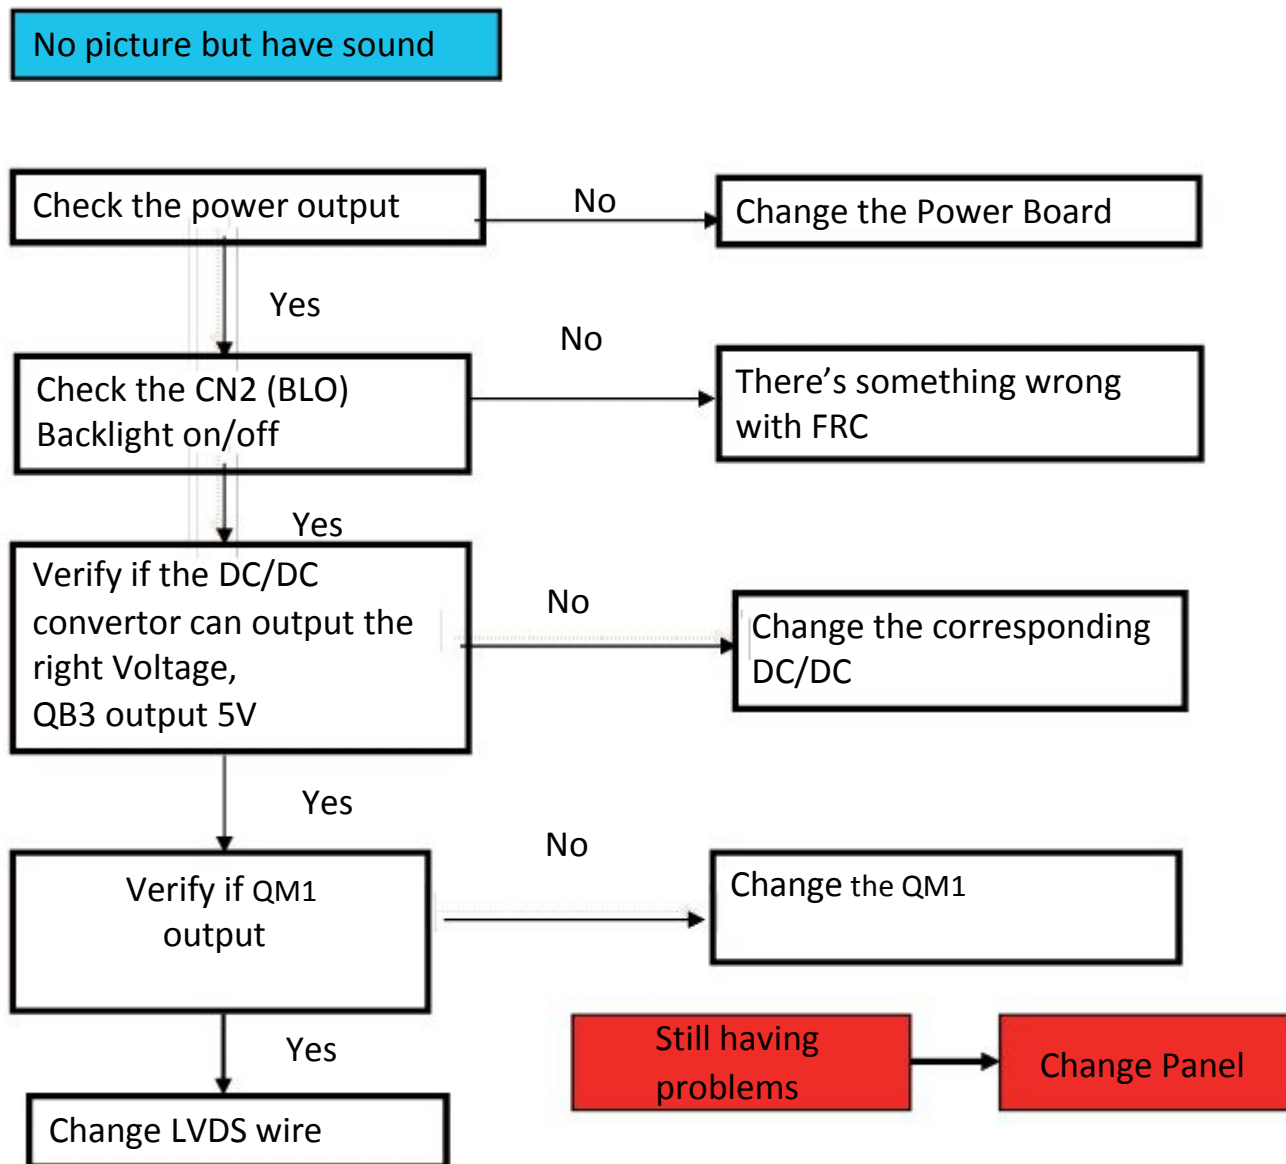 No picture but have sound
Check the power output
No
Change the Power Board
Yes
No
Check the CN2 (BLO)
Backlight on/off
There's something wrong
with FRC
Yes
Verify if the DC/DC
convertor can output the
right Voltage,
QB3 output 5V
No
Change the corresponding
DC/DC
Yes
No
Verify if QM1
output
Change the QM1
Yes
Still having
problems
Change Panel
Change LVDS wire